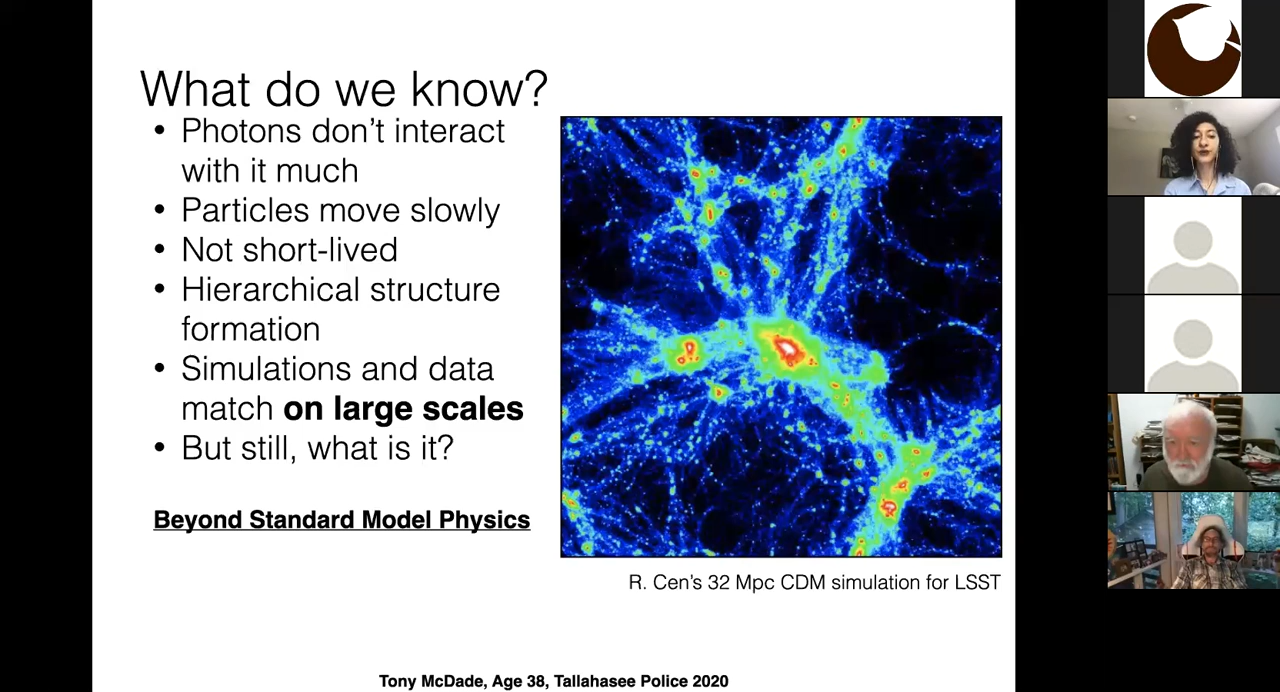 What do we know?
• Photons don't interact
with it much
• Particles move slowly
• Not short-lived
• Hierarchical structure
formation
• Simulations and data
match on large scales
• But still, what is it?
Beyond Standard Model Physics
R. Cen's 32 Mpc CDM simulation for LSST
Tony McDade, Age 38, Tallahasee Police 2020